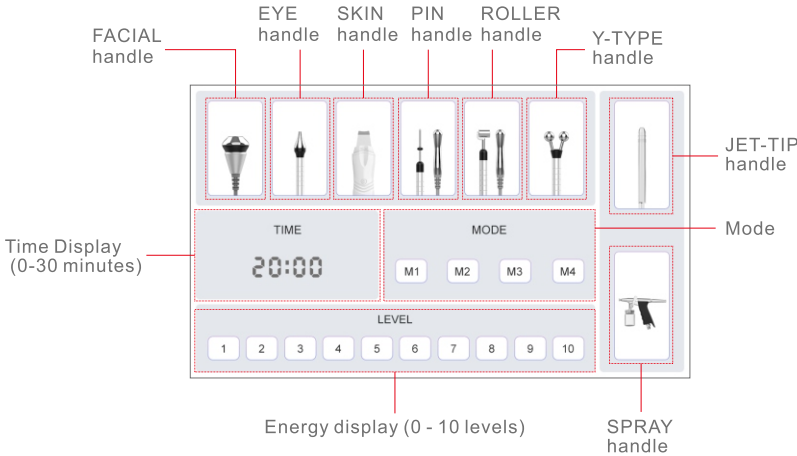 FACIAL
handle
EYE
handle
SKIN
handle
PIN
handle
ROLLER
handle
Y-TYPE
handle
JET-TIP
handle
Time Display
(0-30 minutes)
TIME
20:00
MODE
M1 M2 M3 M4
Mode
LEVEL
1 2 3 4 5 6 7 8 9 10
Energy display (0 - 10 levels)
SPRAY
handle